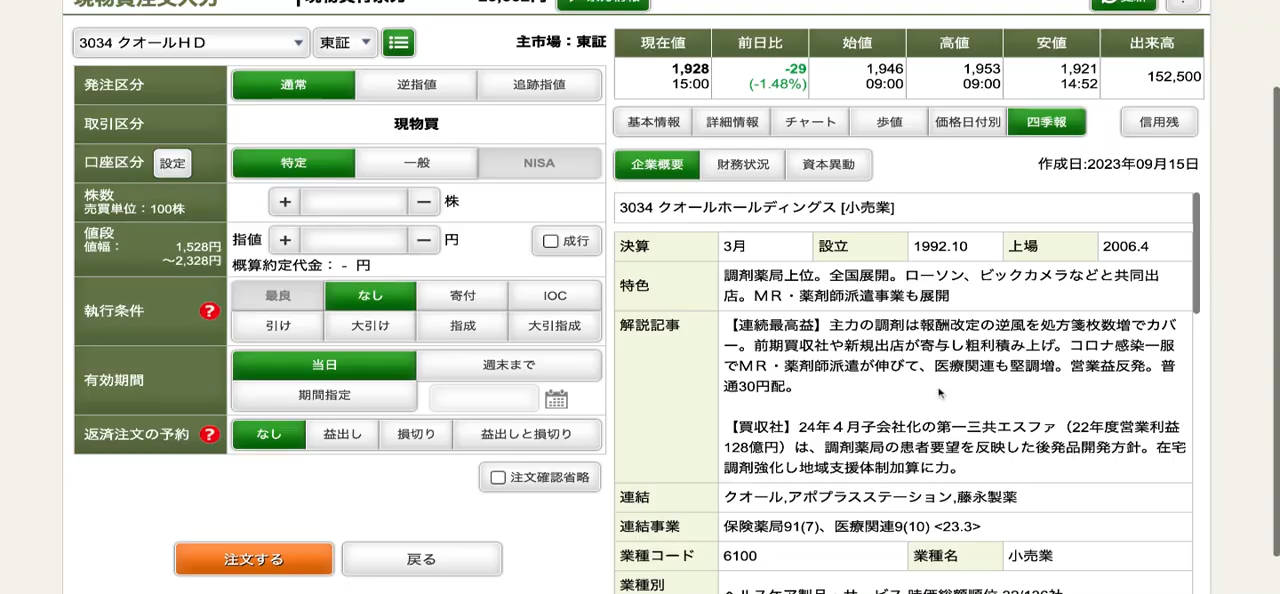 現物買注文入力
3034 クオールＨＤ
東証
主市場：東証
発注区分
通常
逆指値
追跡指値
取引区分
現物買
口座区分
設定
特定
一般
NISA
株数
売買単位：100株
+
－
株
値段
値幅：
1,528円
～2,328円
指値
+
－
円
成行
概算約定代金： - 円
執行条件
?
最良
なし
寄付
IOC
引け
大引け
指成
大引指成
有効期間
当日
週末まで
期間指定
返済注文の予約
?
なし
益出し
損切り
益出しと損切り
注文確認省略
注文する
戻る
現在値
前日比
始値
高値
安値
出来高
1,928
15:00
-29
(-1.48%)
1,946
09:00
1,953
09:00
1,921
14:52
152,500
基本情報
詳細情報
チャート
歩値
価格日付別
四季報
信用残
企業概要
財務状況
資本異動
作成日:2023年09月15日
3034 クオールホールディングス [小売業]
決算
3月
設立
1992.10
上場
2006.4
特色
調剤薬局上位。全国展開。ローソン、ビックカメラなどと共同出
店。ＭＲ・薬剤師派遣事業も展開
解説記事
【連続最高益】主力の調剤は報酬改定の逆風を処方箋枚数増でカバ
ー。前期買収社や新規出店が寄与し粗利積み上げ。コロナ感染一服
でＭＲ・薬剤師派遣が伸びて、医療関連も堅調増。営業益反発。普
通30円配。
【買収社】24年４月子会社化の第一三共エスファ（22年度営業利益
128億円）は、調剤薬局の患者要望を反映した後発品開発方針。在宅
調剤強化し地域支援体制加算に力。
連結
クオール,アポプラスステーション,藤永製薬
連結事業
保険薬局91(7)、医療関連9(10) <23.3>
業種コード
6100
業種名
小売業
業種別